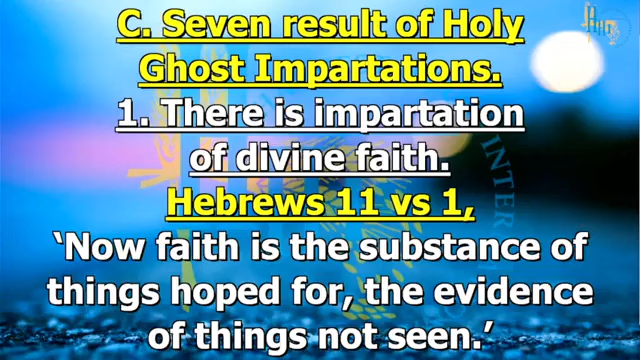 C. Seven result of Holy
Ghost Impartations.
1. There is impartation
of divine faith.
Hebrews 11 vs 1,
‘Now faith is the substance of
things hoped for, the evidence
of things not seen.’
INTER